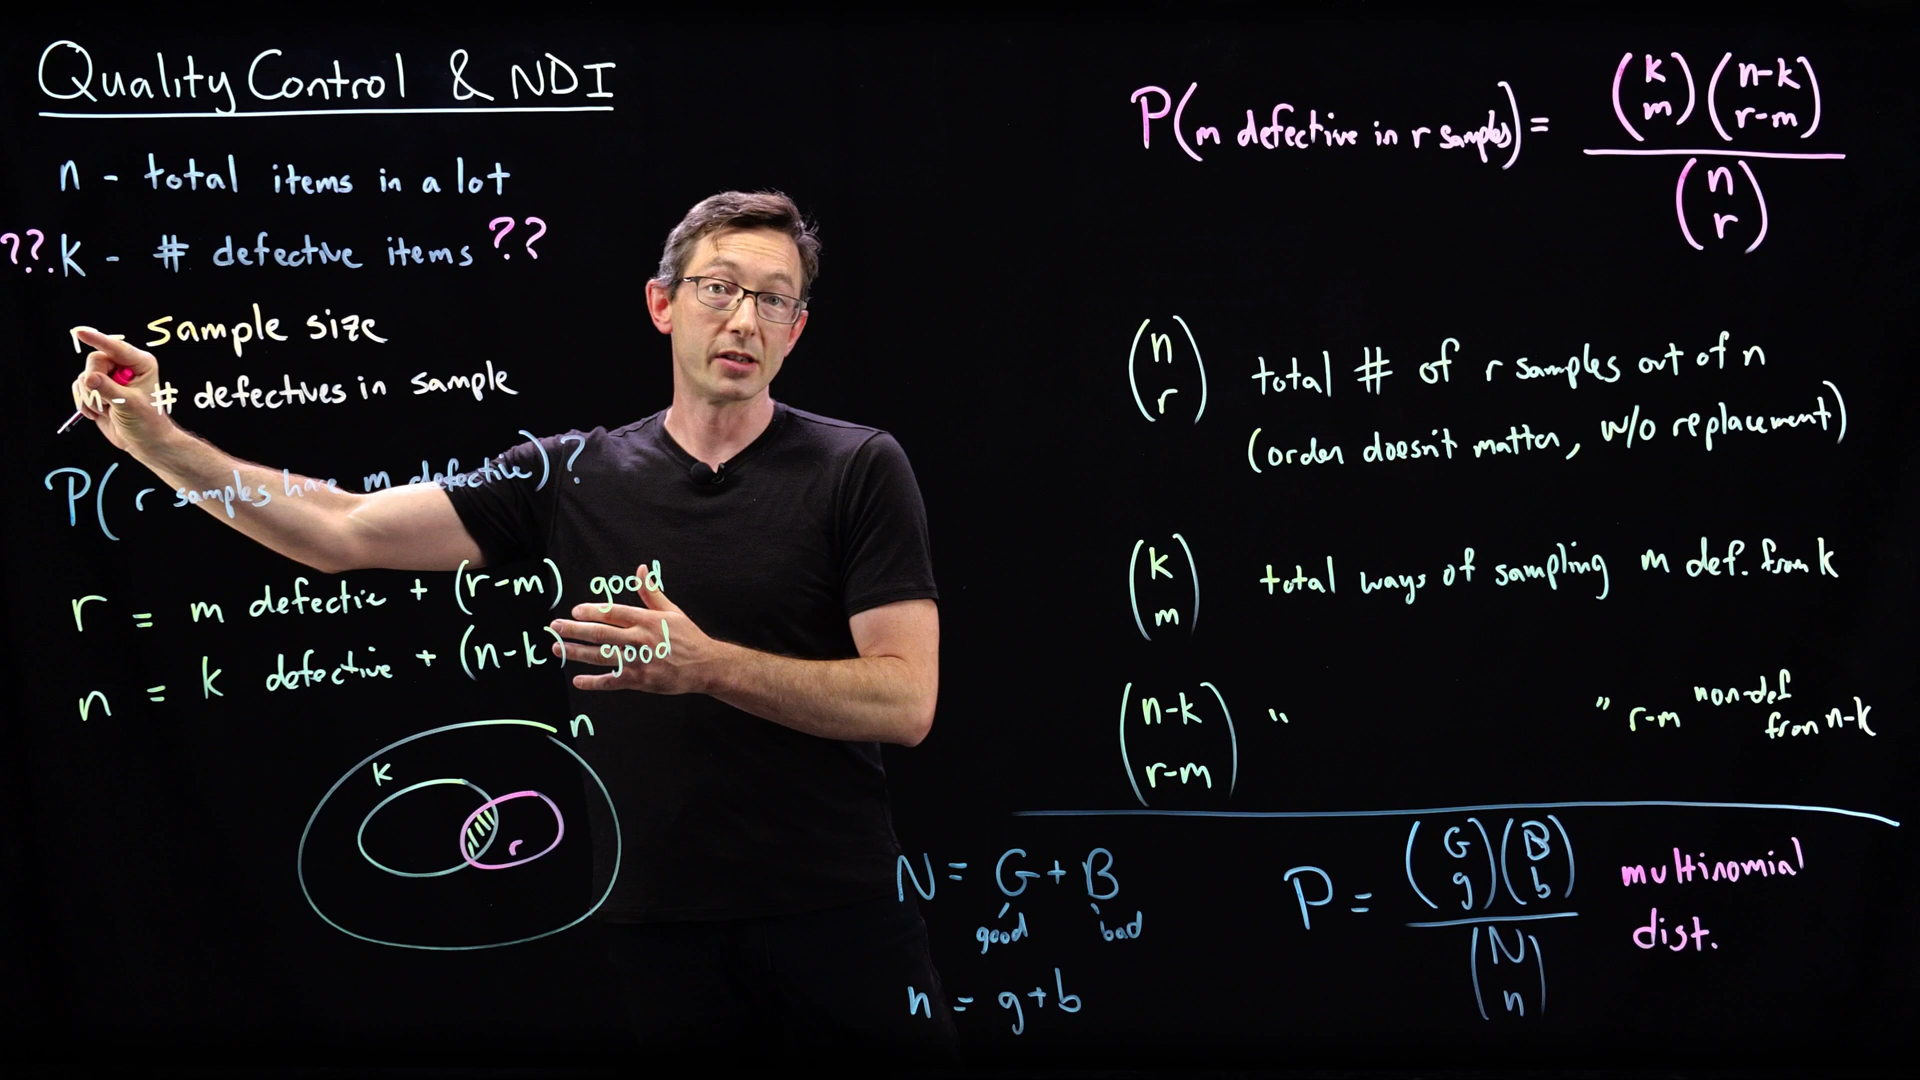 Quality Control & NDI
n - total items in a lot
??. k - # defective items ??
r - sample size
m - # defectives in sample
P( r samples have m defective)?
r = m defectie + (r-m) good
n = k defective + (n-k) good
n
k
r
P(m defective in r samples) = (k m)(n-k r-m) / (n r)
(n r) total # of r samples out of n
(order doesn't matter, w/o replacement)
(k m) total ways of sampling m def. from k
(n-k r-m) " " r-m non-def from n-k
N = G + B
good bad
n = g + b
P = (G g)(B b) / (N n) multinomial
dist.